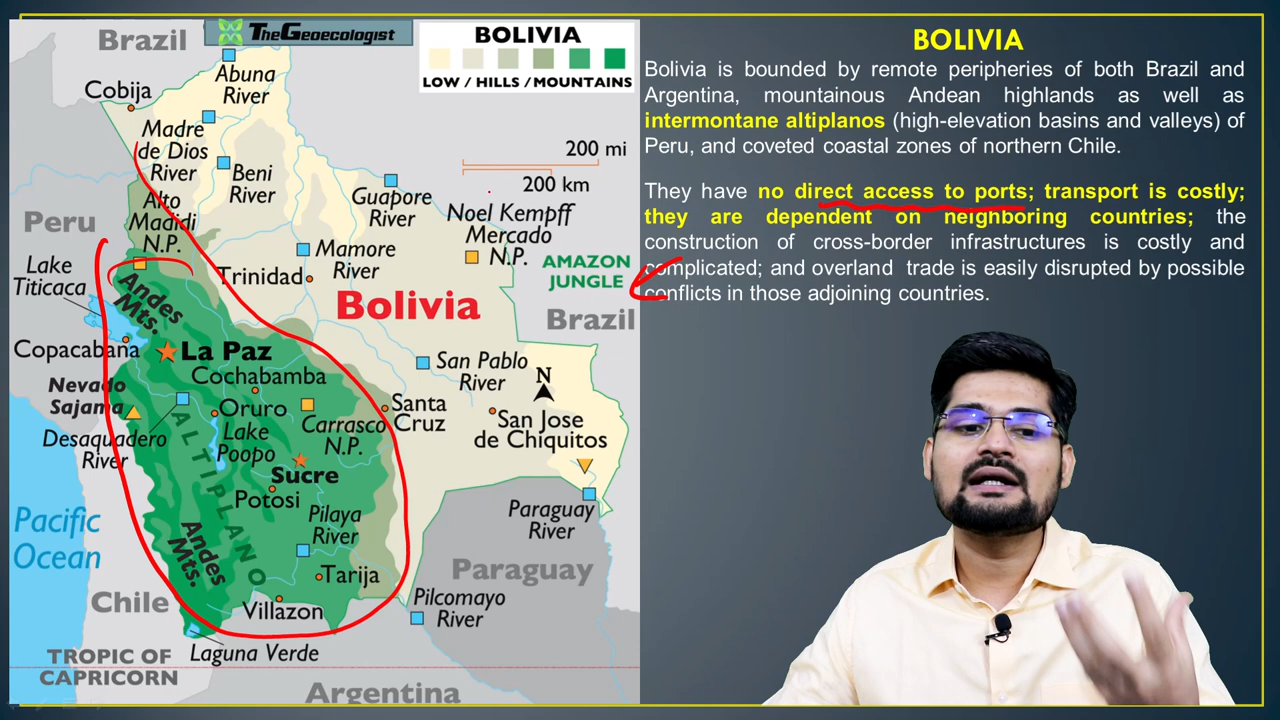 TheGeoecologist
BOLIVIA
LOW / HILLS / MOUNTAINS
Brazil
Abuna
River
Cobija
Madre
de Dios
River
Beni
River
200 mi
200 km
Guapore
River
Noel Kempff
Mercado
N.P.
Alto
Madidi
N.P.
Peru
Mamore
River
Trinidad
AMAZON
JUNGLE
Lake
Titicaca
Andes
Mts.
Bolivia
Brazil
Copacabana
La Paz
San Pablo
River
N
Cochabamba
Nevado
Sajama
Oruro
Santa
Cruz
Carrasco
N.P.
San Jose
de Chiquitos
Desaquadero
River
Lake
Poopo
ALTIPLANO
Sucre
Potosi
Pacific
Ocean
Pilaya
River
Paraguay
River
Andes
Mts.
Tarija
Paraguay
Chile
Villazon
Pilcomayo
River
Laguna Verde
TROPIC OF
CAPRICORN
Argentina
BOLIVIA
Bolivia is bounded by remote peripheries of both Brazil and
Argentina, mountainous Andean highlands as well as
intermontane altiplanos (high-elevation basins and valleys) of
Peru, and coveted coastal zones of northern Chile.
They have no direct access to ports; transport is costly;
they are dependent on neighboring countries; the
construction of cross-border infrastructures is costly and
complicated; and overland trade is easily disrupted by possible
conflicts in those adjoining countries.